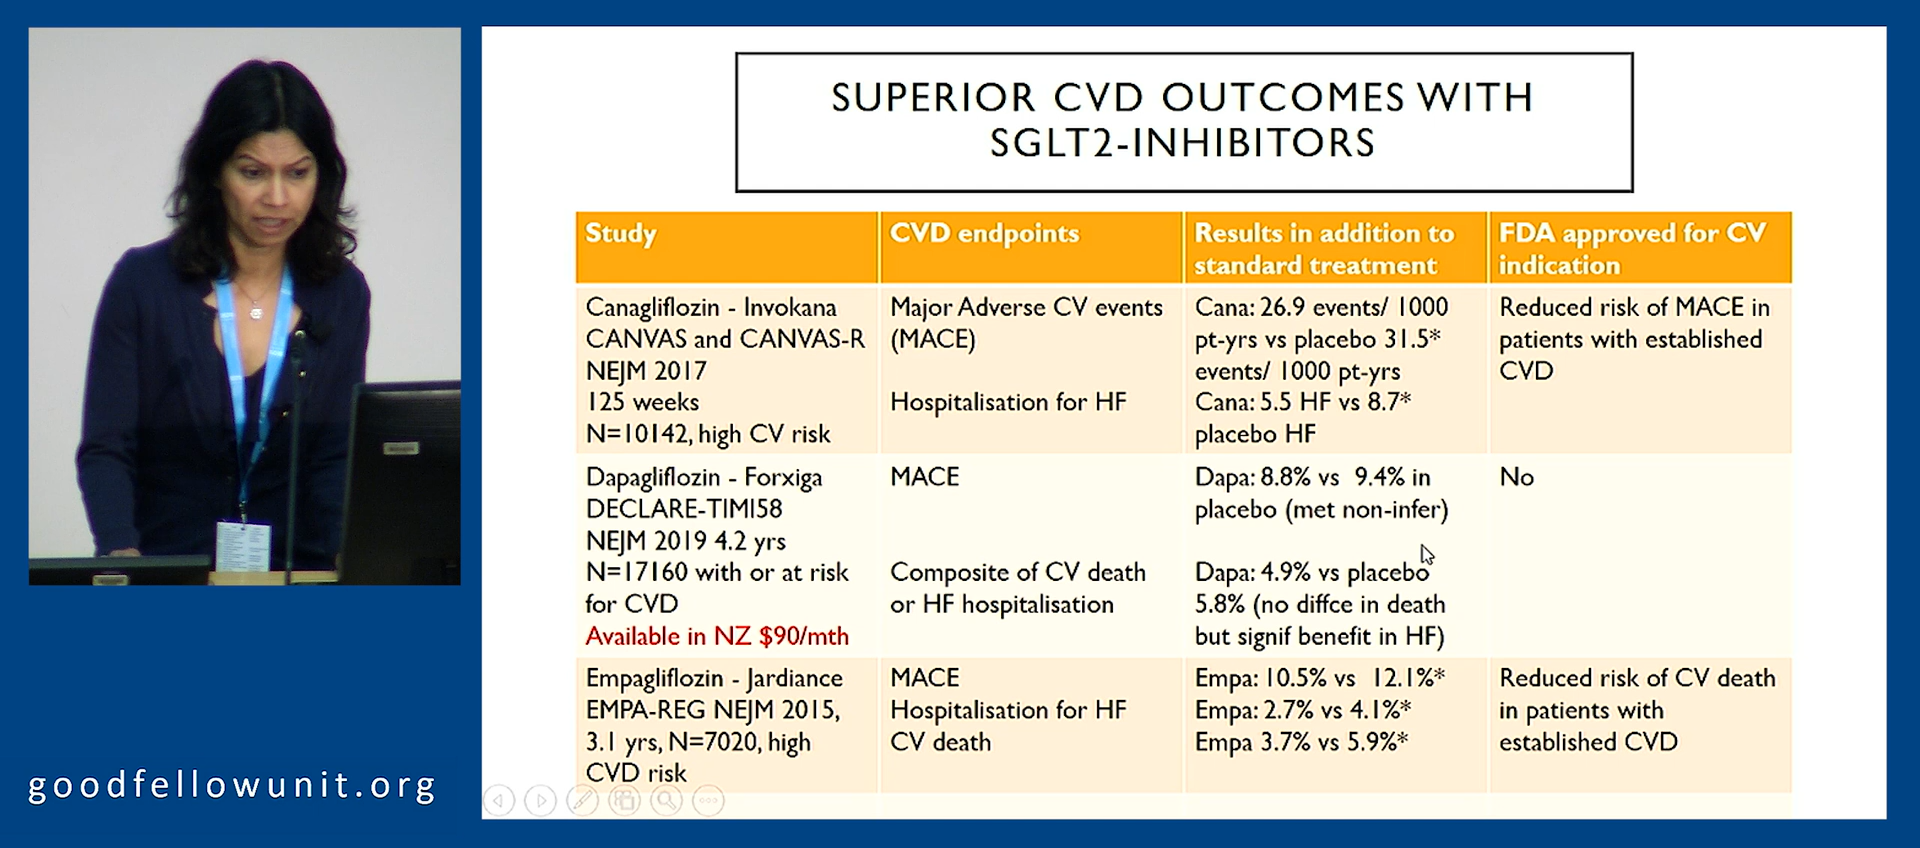 SUPERIOR CVD OUTCOMES WITH
SGLT2-INHIBITORS
Study
CVD endpoints
Results in addition to
standard treatment
FDA approved for CV
indication
Canagliflozin - Invokana
CANVAS and CANVAS-R
NEJM 2017
125 weeks
N=10142, high CV risk
Major Adverse CV events
(MACE)
Hospitalisation for HF
Cana: 26.9 events/ 1000
pt-yrs vs placebo 31.5*
events/ 1000 pt-yrs
Cana: 5.5 HF vs 8.7*
placebo HF
Reduced risk of MACE in
patients with established
CVD
Dapagliflozin - Forxiga
DECLARE-TIMI58
NEJM 2019 4.2 yrs
N=17160 with or at risk
for CVD
Available in NZ $90/mth
MACE
Composite of CV death
or HF hospitalisation
Dapa: 8.8% vs 9.4% in
placebo (met non-infer)
Dapa: 4.9% vs placebo
5.8% (no diffce in death
but signif benefit in HF)
No
Empagliflozin - Jardiance
EMPA-REG NEJM 2015,
3.1 yrs, N=7020, high
CVD risk
MACE
Hospitalisation for HF
CV death
Empa: 10.5% vs 12.1%*
Empa: 2.7% vs 4.1%*
Empa 3.7% vs 5.9%*
Reduced risk of CV death
in patients with
established CVD
goodfellowunit.org